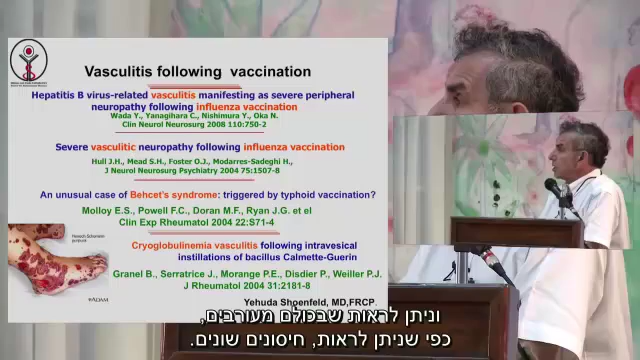 Vasculitis following vaccination
Hepatitis B virus-related vasculitis manifesting as severe peripheral
neuropathy following influenza vaccination
Wada Y., Yanagihara C., Nishimura Y., Oka N.
Clin Neurol Neurosurg 2008 110:750-2
Severe vasculitic neuropathy following influenza vaccination
Hull J.H., Mead S.H., Foster O.J., Modarres-Sadeghi H.,
J Neurol Neurosurg Psychiatry 2004 75:1507-8
An unusual case of Behcet's syndrome: triggered by typhoid vaccination?
Molloy E.S., Powell F.C., Doran M.F., Ryan J.G. et el
Clin Exp Rheumatol 2004 22:S71-4
Henoch Schonlein
purpura
Cryoglobulinemia vasculitis following intravesical
instillations of bacillus Calmette-Guerin
Granel B., Serratrice J., Morange P.E., Disdier P., Weiller P.J.
J Rheumatol 2004 31:2181-8
ADAM
Yehuda Shoenfeld, MD,FRCP
וניתן לראות שבכולם מעורבים,
כפי שניתן לראות, חיסונים שונים.